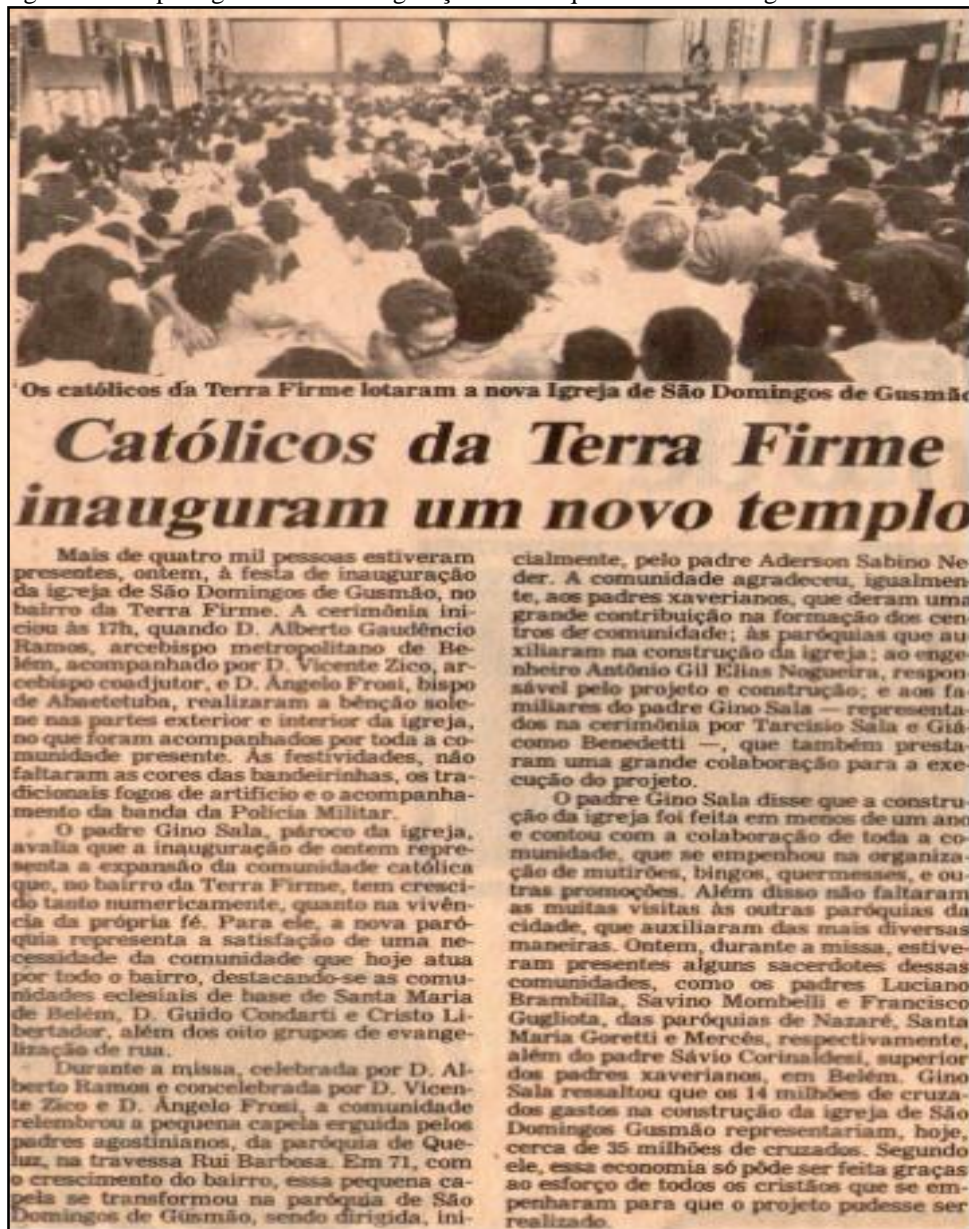 'Os católicos da Terra Firme lotaram a nova Igreja de São Domingos de Gusmão
Católicos da Terra Firme
inauguram um novo templo
Mais de quatro mil pessoas estiveram
presentes, ontem, à festa de inauguração
da igreja de São Domingos de Gusmão, no
bairro da Terra Firme. A cerimônia ini-
ciou às 17h, quando D. Alberto Gaudêncio
Ramos, arcebispo metropolitano de Be-
lém, acompanhado por D. Vicente Zico, ar-
cebispo coadjutor, e D. Ângelo Frosi, bispo
de Abaetetuba, realizaram a bênção sole-
ne nas partes exterior e interior da igreja,
no que foram acompanhados por toda a co-
munidade presente. Às festividades, não
faltaram as cores das bandeirinhas, os tra-
dicionais fogos de artifício e o acompanha-
mento da banda da Polícia Militar.
O padre Gino Sala, pároco da igreja,
avalia que a inauguração de ontem repre-
senta a expansão da comunidade católica
que, no bairro da Terra Firme, tem cresci-
do tanto numericamente, quanto na vivên-
cia da própria fé. Para ele, a nova paró-
quia representa a satisfação de uma ne-
cessidade da comunidade que hoje atua
por todo o bairro, destacando-se as comu-
nidades eclesiais de base de Santa Maria
de Belém, D. Guido Condarti e Cristo Li-
bertador, além dos oito grupos de evange-
lização de rua.
Durante a missa, celebrada por D. Al-
berto Ramos e concelebrada por D. Vicen-
te Zico e D. Ângelo Frosi, a comunidade
relembrou a pequena capela erguida pelos
padres agostinianos, da paróquia de Que-
luz, na travessa Rui Barbosa. Em 71, com
o crescimento do bairro, essa pequena ca-
pela se transformou na paróquia de São
Domingos de Gusmão, sendo dirigida, ini-
cialmente, pelo padre Aderson Sabino Ne
der. A comunidade agradeceu, igualmen
te, aos padres xaverianos, que deram uma
grande contribuição na formação dos cen
tros de comunidade; às paróquias que au
xiliaram na construção da igreja; ao enge
nheiro Antônio Gil Elias Nogueira, respon
sável pelo projeto e construção; e aos fa
miliares do padre Gino Sala — representa
dos na cerimônia por Tarcisio Sala e Giá
como Benedetti —, que também presta
ram uma grande colaboração para a exe
cução do projeto.
O padre Gino Sala disse que a constru
ção da igreja foi feita em menos de um ano
e contou com a colaboração de toda a co
munidade, que se empenhou na organiza
ção de mutirões, bingos, quermesses, e ou
tras promoções. Além disso não faltaram
as muitas visitas às outras paróquias da
cidade, que auxiliaram das mais diversas
maneiras. Ontem, durante a missa, estive
ram presentes alguns sacerdotes dessas
comunidades, como os padres Luciano
Brambilla, Savino Mombelli e Francisco
Gugliota, das paróquias de Nazaré, Santa
Maria Goretti e Mercês, respectivamente,
além do padre Sávio Corinaldesi, superior
dos padres xaverianos, em Belém. Gino
Sala ressaltou que os 14 milhões de cruza
dos gastos na construção da igreja de São
Domingos Gusmão representariam, hoje,
cerca de 35 milhões de cruzados. Segundo
ele, essa economia só pôde ser feita graças
ao esforço de todos os cristãos que se em-
penharam para que o projeto pudesse ser
realizado.